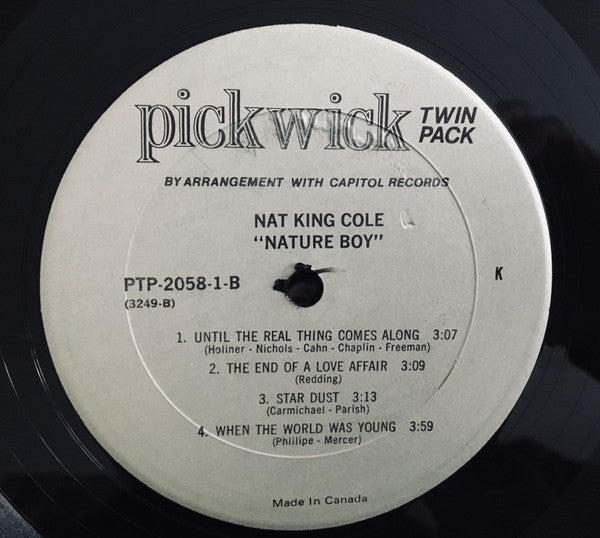 pickwick TWIN PACK
BY ARRANGEMENT WITH CAPITOL RECORDS
NAT KING COLE
"NATURE BOY"
PTP-2058-1-B K
(3249-B)
1. UNTIL THE REAL THING COMES ALONG 3:07
(Holiner - Nichols - Cahn - Chaplin - Freeman)
2. THE END OF A LOVE AFFAIR 3:09
(Redding)
3. STAR DUST 3:13
(Carmichael - Parish)
4. WHEN THE WORLD WAS YOUNG 3:59
(Phillipe - Mercer)
Made In Canada